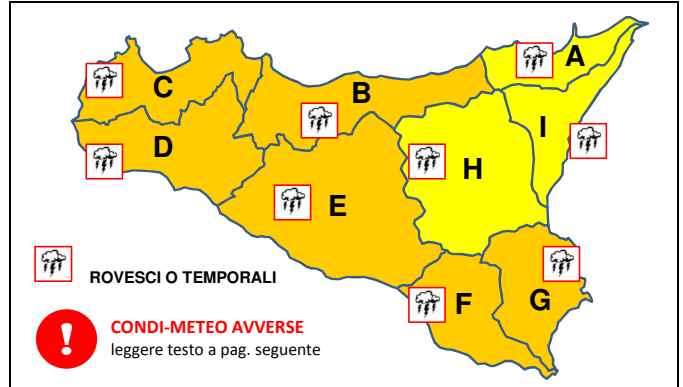 A
C
B
I
D
H
E
ROVESCI O TEMPORALI
F
G
!
CONDI-METEO AVVERSE
leggere testo a pag. seguente